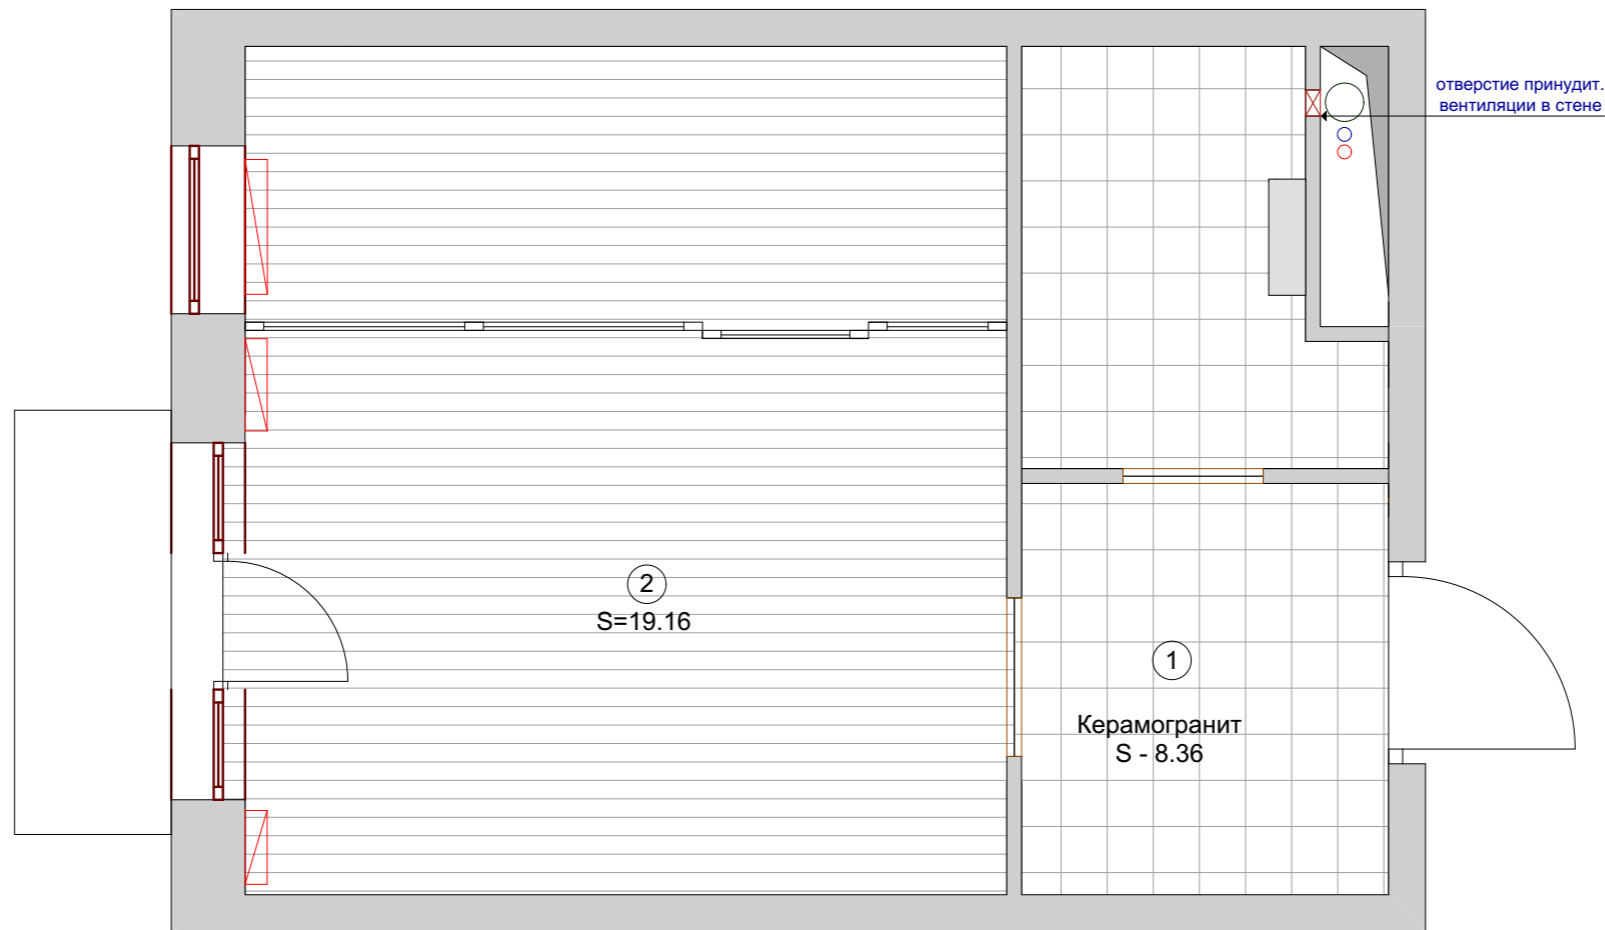 отверстие принудит.
вентиляции в стене
2
S=19.16
1
Керамогранит
S - 8.36